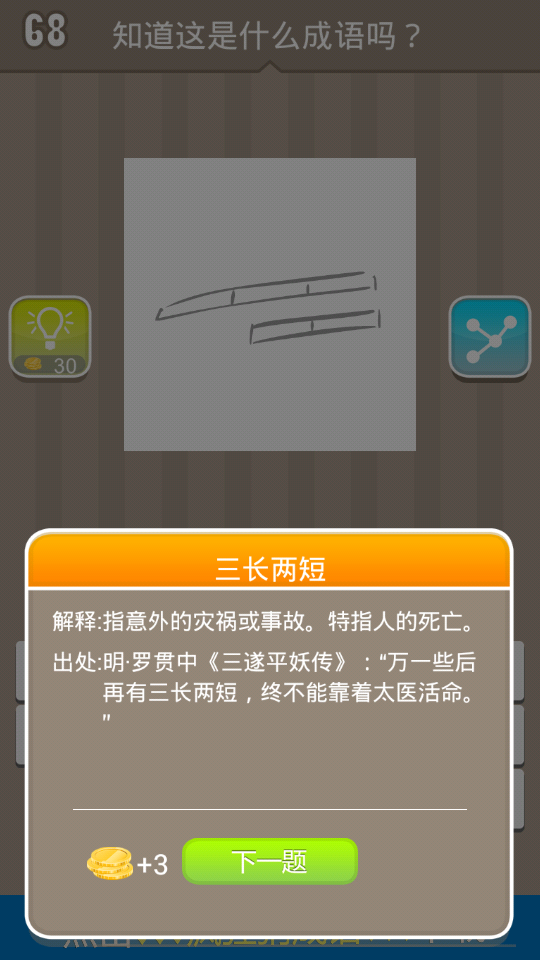 68
知道这是什么成语吗？
30
三长两短
解释:指意外的灾祸或事故。特指人的死亡。
出处:明·罗贯中《三遂平妖传》：“万一些后
再有三长两短，终不能靠着太医活命。
”
+3
下一题